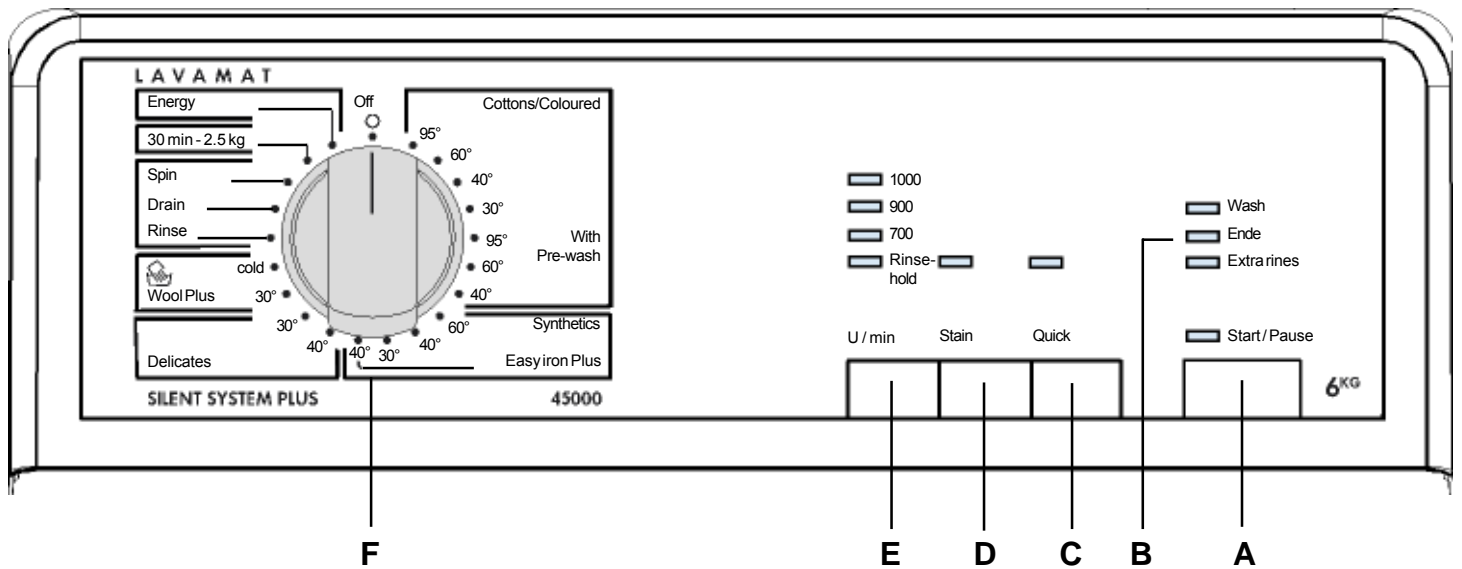 LAVAMAT
Energy
Off
Cottons/Coloured
30 min - 2.5 kg
Spin
Drain
Rinse
cold
Wool Plus
30°
30°
Delicates
40°
40°
30°
40°
60°
95°
60°
40°
30°
95°
60°
40°
With
Pre-wash
Synthetics
Easy iron Plus
SILENT SYSTEM PLUS
45000
1000
900
700
Rinse-
hold
U / min
Stain
Quick
Wash
Ende
Extra rines
Start / Pause
6KG
F
E
D
C
B
A